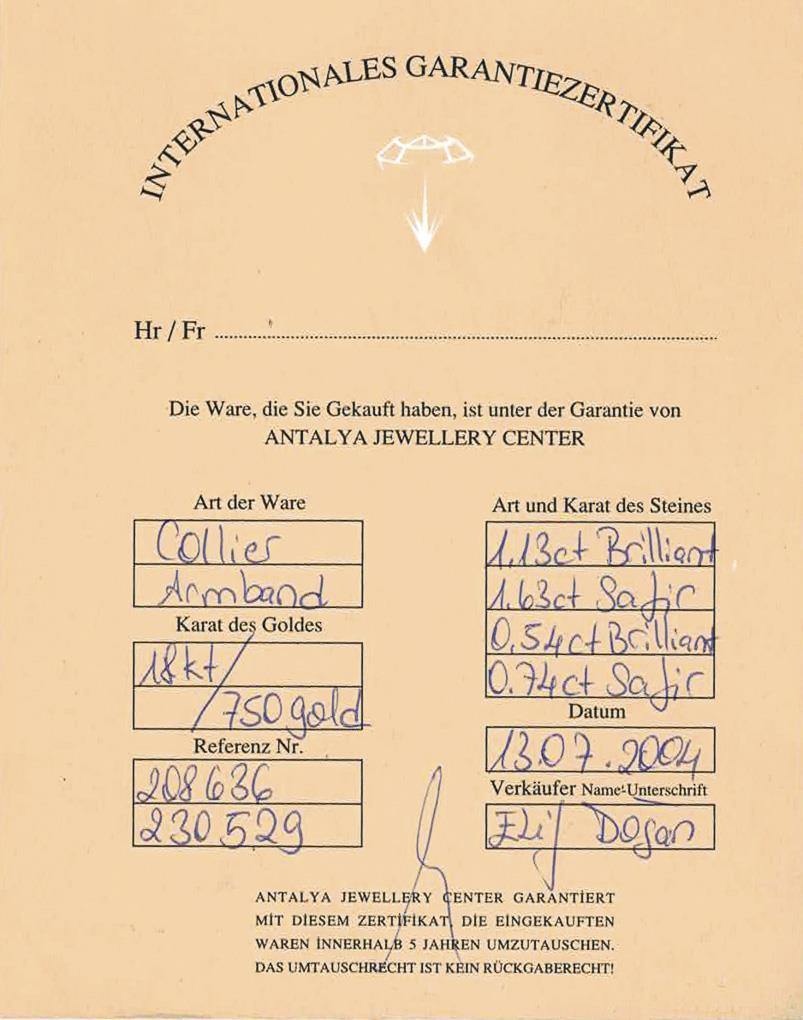 INTERNATIONALES GARANTIEZERTIFIKAT
Hr / Fr ........................................................
Die Ware, die Sie Gekauft haben, ist unter der Garantie von
ANTALYA JEWELLERY CENTER
Art der Ware
Collier
Armband
Karat des Goldes
18kt/
/750 gold
Referenz Nr.
208636
230529
Art und Karat des Steines
1.13ct Brilliant
1.63ct Safir
0.54ct Brilliant
0.74ct Safir
Datum
13.07.2004
Verkäufer Name-Unterschrift
Elif Dogan
ANTALYA JEWELLERY CENTER GARANTİERT
MİT DİESEM ZERTİFİKAT, DİE EİNGEKAUFTEN
WAREN İNNERHALB 5 JAHREN UMZUTAUSCHEN.
DAS UMTAUSCHRECHT IST KEIN RÜCKGABERECHT!